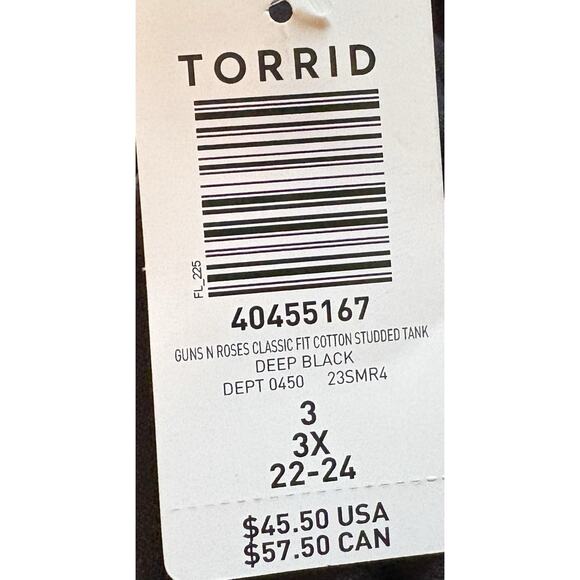 TORRID
FL_225
40455167
GUNS N ROSES CLASSIC FIT COTTON STUDDED TANK
DEEP BLACK
DEPT 0450 23SMR4
3
3X
22-24
$45.50 USA
$57.50 CAN